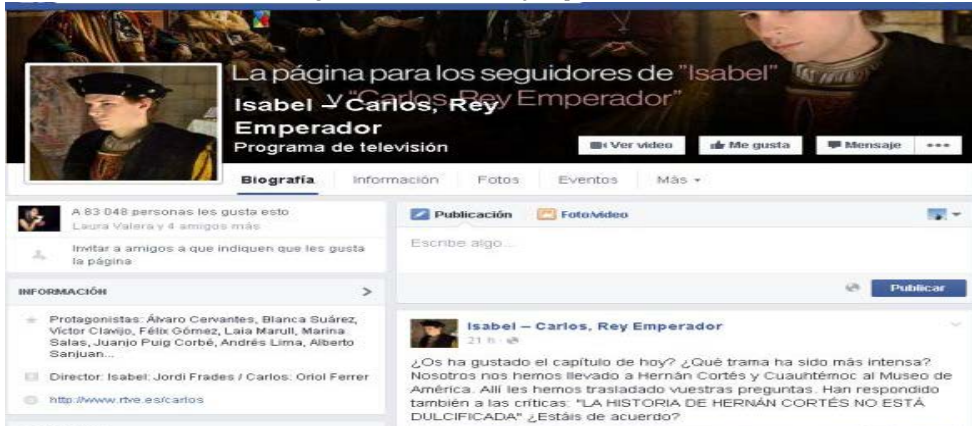 La página para los seguidores de "Isabel"
y "Carlos, Rey Emperador"
Isabel – Carlos, Rey
Emperador
Programa de televisión
Ver vídeo
Me gusta
Mensaje
Biografía
Información
Fotos
Eventos
Más
A 83 048 personas les gusta esto
Laura Valera y 4 amigos más
Invitar a amigos a que indiquen que les gusta
la página
INFORMACIÓN
Protagonistas: Álvaro Cervantes, Blanca Suárez,
Víctor Clavijo, Félix Gómez, Laia Marull, Marina
Salas, Juanjo Puig Corbé, Andrés Lima, Alberto
Sanjuan...
Director: Isabel: Jordi Frades / Carlos: Oriol Ferrer
http://www.rtve.es/carlos
Publicación
Foto/vídeo
Escribe algo...
Publicar
Isabel – Carlos, Rey Emperador
21 h
¿Os ha gustado el capítulo de hoy? ¿Qué trama ha sido más intensa?
Nosotros nos hemos llevado a Hernán Cortés y Cuauhtémoc al Museo de
América. Allí les hemos trasladado vuestras preguntas. Han respondido
también a las críticas: "LA HISTORIA DE HERNÁN CORTÉS NO ESTÁ
DULCIFICADA" ¿Estáis de acuerdo?